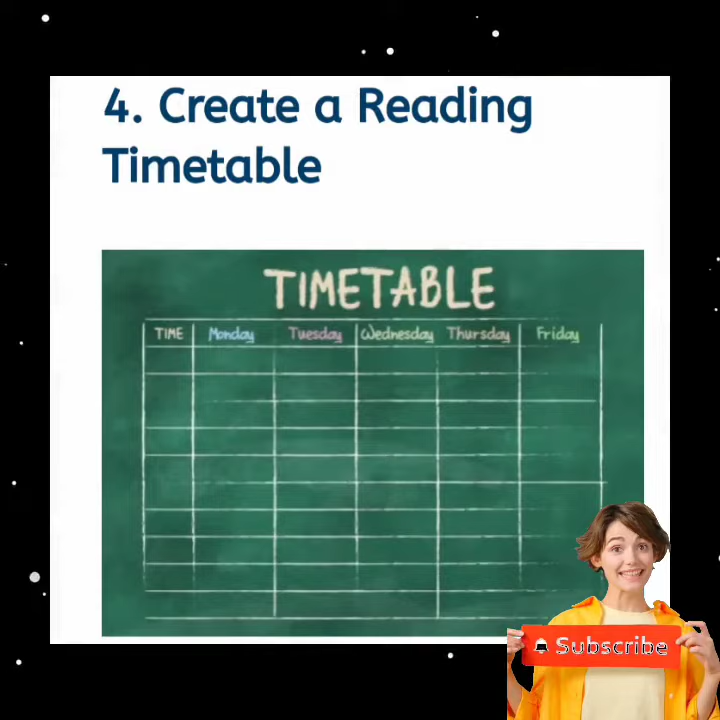 4. Create a Reading
Timetable
TIMETABLE
TIME Monday Tuesday Wednesday Thursday Friday
Subscribe